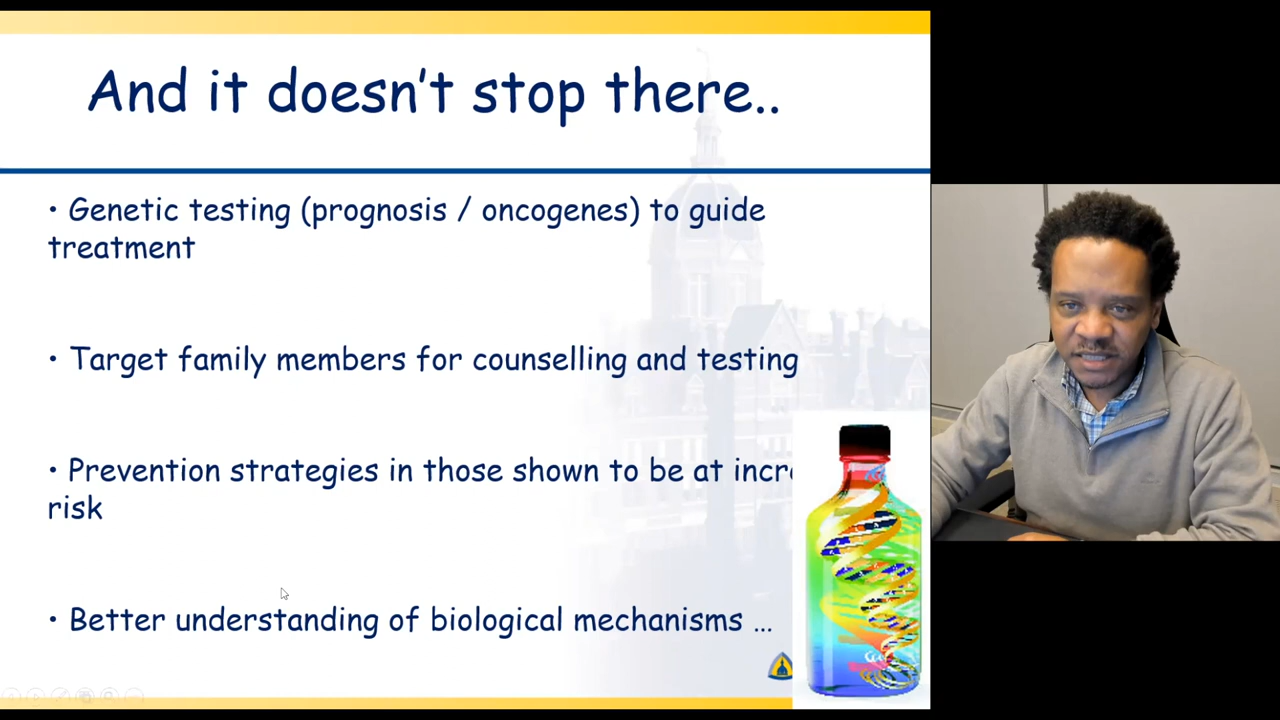 And it doesn't stop there..
• Genetic testing (prognosis / oncogenes) to guide
treatment
• Target family members for counselling and testing
• Prevention strategies in those shown to be at incre
risk
• Better understanding of biological mechanisms ...